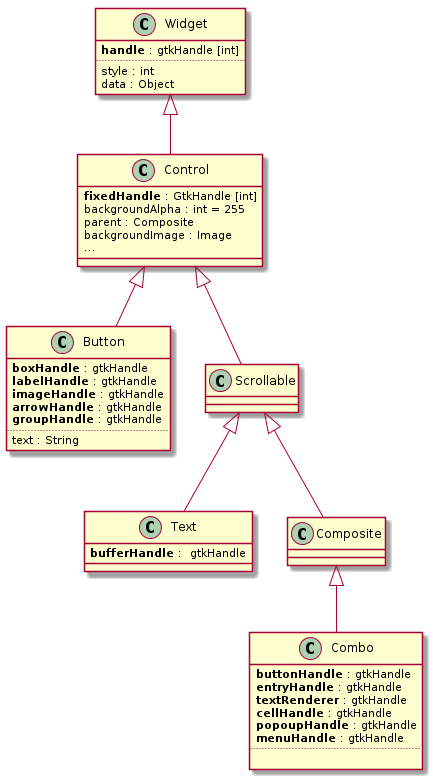 C Widget
handle : gtkHandle [int]
style : int
data : Object
C Control
fixedHandle : GtkHandle [int]
backgroundAlpha : int = 255
parent : Composite
backgroundImage : Image
...
C Button
boxHandle : gtkHandle
labelHandle : gtkHandle
imageHandle : gtkHandle
arrowHandle : gtkHandle
groupHandle : gtkHandle
text : String
C Scrollable
C Text
bufferHandle : gtkHandle
C Composite
C Combo
buttonHandle : gtkHandle
entryHandle : gtkHandle
textRenderer : gtkHandle
cellHandle : gtkHandle
popoupHandle : gtkHandle
menuHandle : gtkHandle